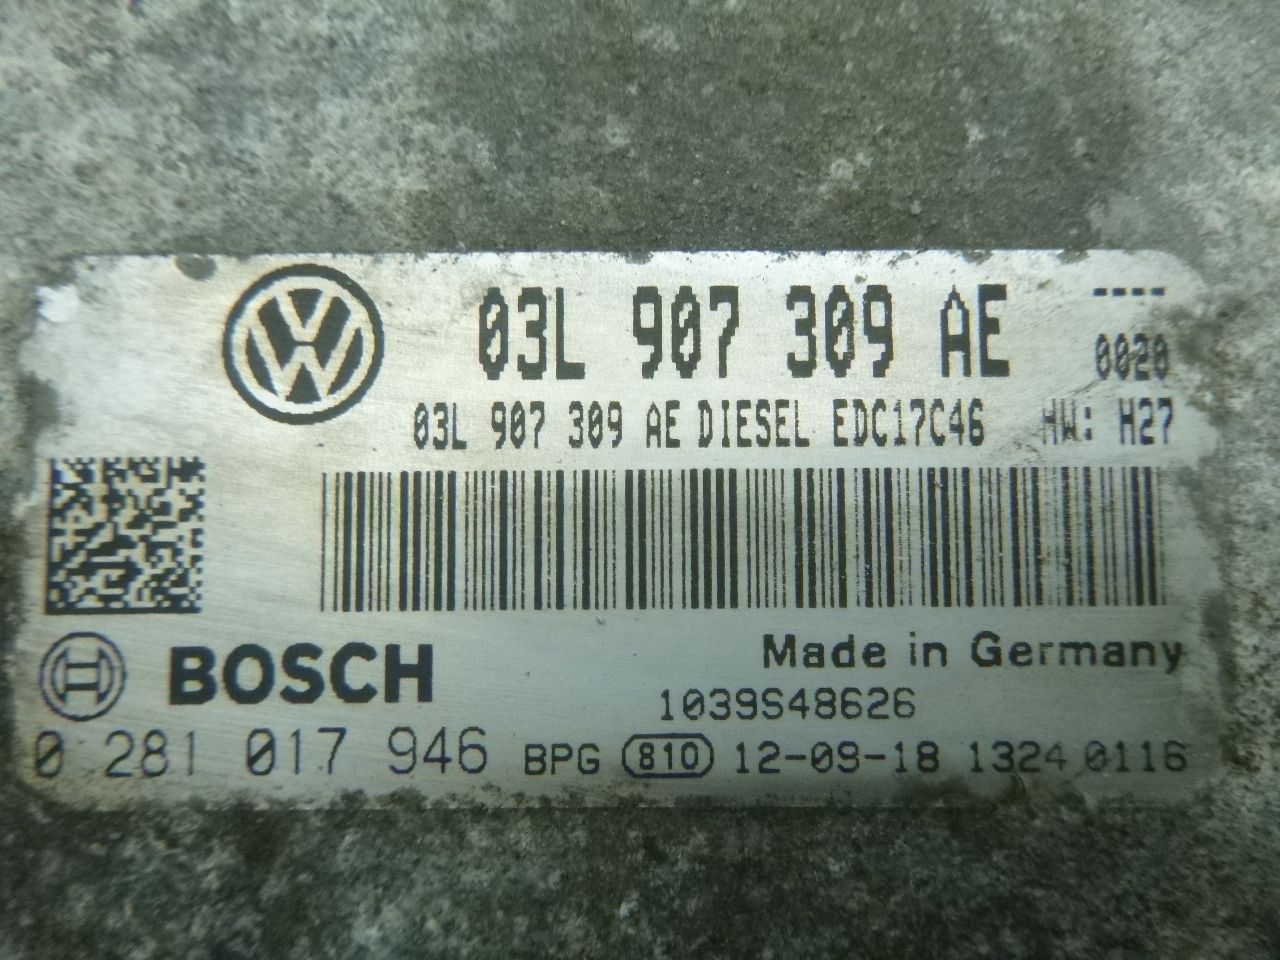 03L 907 309 AE ----
0020
03L 907 309 AE DIESEL EDC17C46 HW: H27
BOSCH
Made in Germany
1039S48626
0 281 017 946 BPG 810 12-09-18 1324 0116